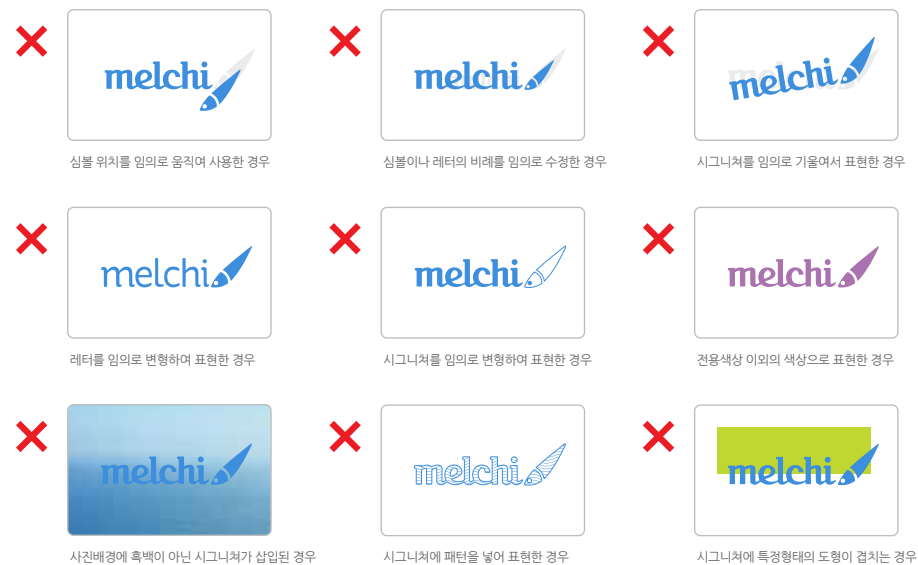 melchi
melchi
melchi
심볼 위치를 임의로 움직여 사용한 경우
심볼이나 레터의 비례를 임의로 수정한 경우
시그니쳐를 임의로 기울여서 표현한 경우
melchi
melchi
melchi
레터를 임의로 변형하여 표현한 경우
시그니쳐를 임의로 변형하여 표현한 경우
전용색상 이외의 색상으로 표현한 경우
melchi
melchi
melchi
사진배경에 흑백이 아닌 시그니쳐가 삽입된 경우
시그니쳐에 패턴을 넣어 표현한 경우
시그니쳐에 특정형태의 도형이 겹치는 경우